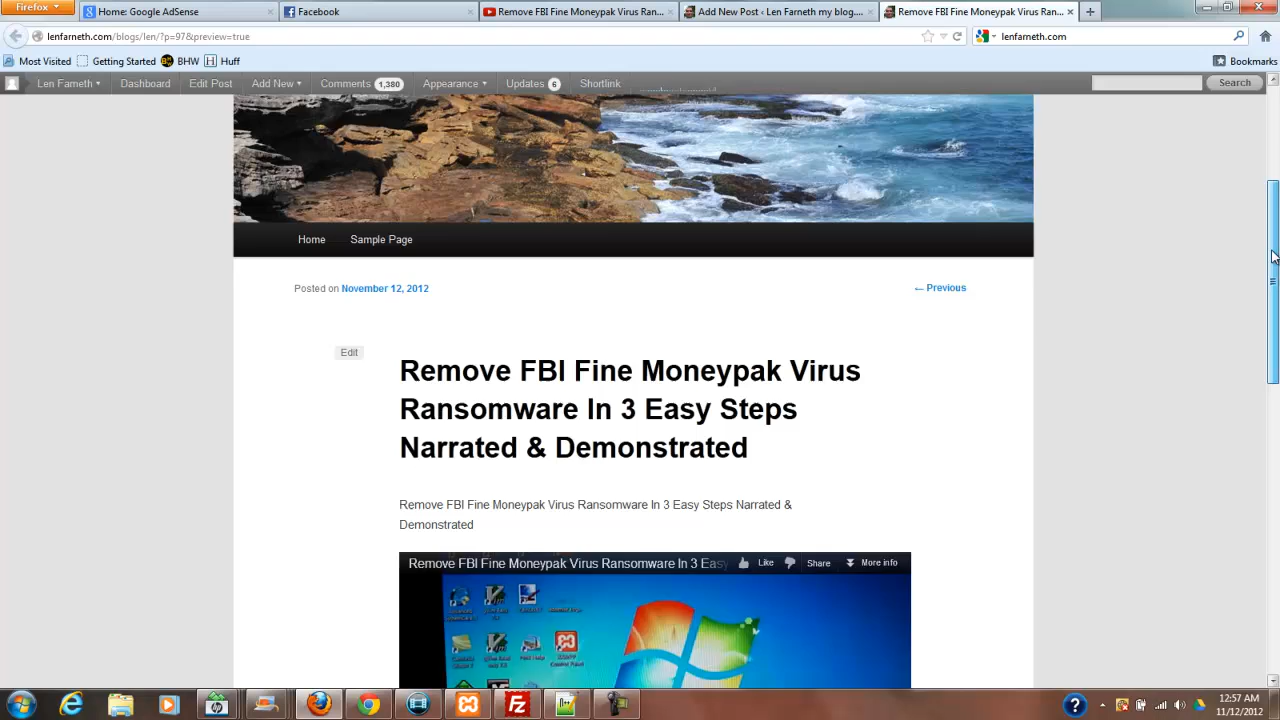 Firefox
Home: Google AdSense
Facebook
Remove FBI Fine Moneypak Virus Ran...
Add New Post ‹ Len Farneth my blog....
Remove FBI Fine Moneypak Virus Ran...
lenfarneth.com/blogs/len/?p=97&preview=true
lenfarneth.com
Most Visited
Getting Started
BHW
Huff
Bookmarks
Len Farneth
Dashboard
Edit Post
Add New
Comments 1,380
Appearance
Updates 6
Shortlink
Search
Home
Sample Page
Posted on November 12, 2012
← Previous
Edit
Remove FBI Fine Moneypak Virus
Ransomware In 3 Easy Steps
Narrated & Demonstrated
Remove FBI Fine Moneypak Virus Ransomware In 3 Easy Steps Narrated &
Demonstrated
Remove FBI Fine Moneypak Virus Ransomware In 3 Easy
Like
Share
More info
12:57 AM
11/12/2012